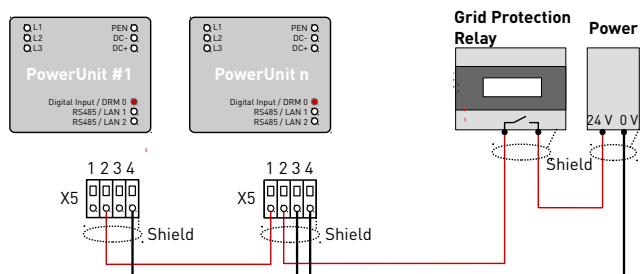 L1 PEN
L2 DC-
L3 DC+
PowerUnit #1
Digital Input / DRM 0
RS485 / LAN 1
RS485 / LAN 2
L1 PEN
L2 DC-
L3 DC+
PowerUnit n
Digital Input / DRM 0
RS485 / LAN 1
RS485 / LAN 2
Grid Protection
Relay
Power
24 V 0 V
Shield
1 2 3 4
X5
Shield
1 2 3 4
X5
Shield